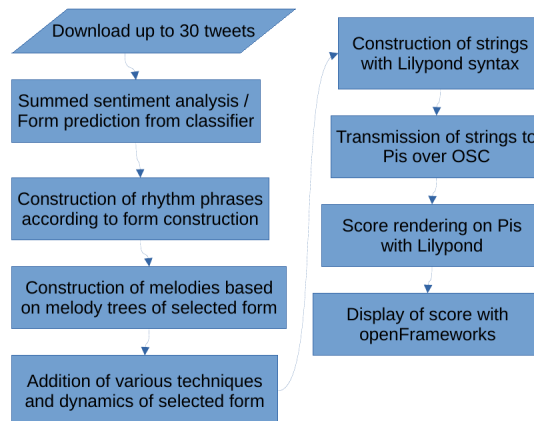 Download up to 30 tweets
Summed sentiment analysis /
Form prediction from classifier
Construction of rhythm phrases
according to form construction
Construction of melodies based
on melody trees of selected form
Addition of various techniques
and dynamics of selected form
Construction of strings
with Lilypond syntax
Transmission of strings to
Pis over OSC
Score rendering on Pis
with Lilypond
Display of score with
openFrameworks